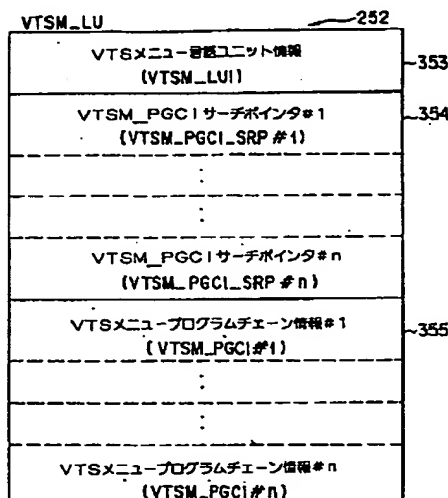 VTSM_LU
252
VTSメニュー言語ユニット情報
(VTSM_LUI)
353
VTSM_PGCIサーチポインタ#1
(VTSM_PGCI_SRP #1)
354
VTSM_PGCIサーチポインタ#n
(VTSM_PGCI_SRP #n)
VTSメニュープログラムチェーン情報#1
(VTSM_PGCI#1)
355
VTSメニュープログラムチェーン情報#n
(VTSM_PGCI#n)